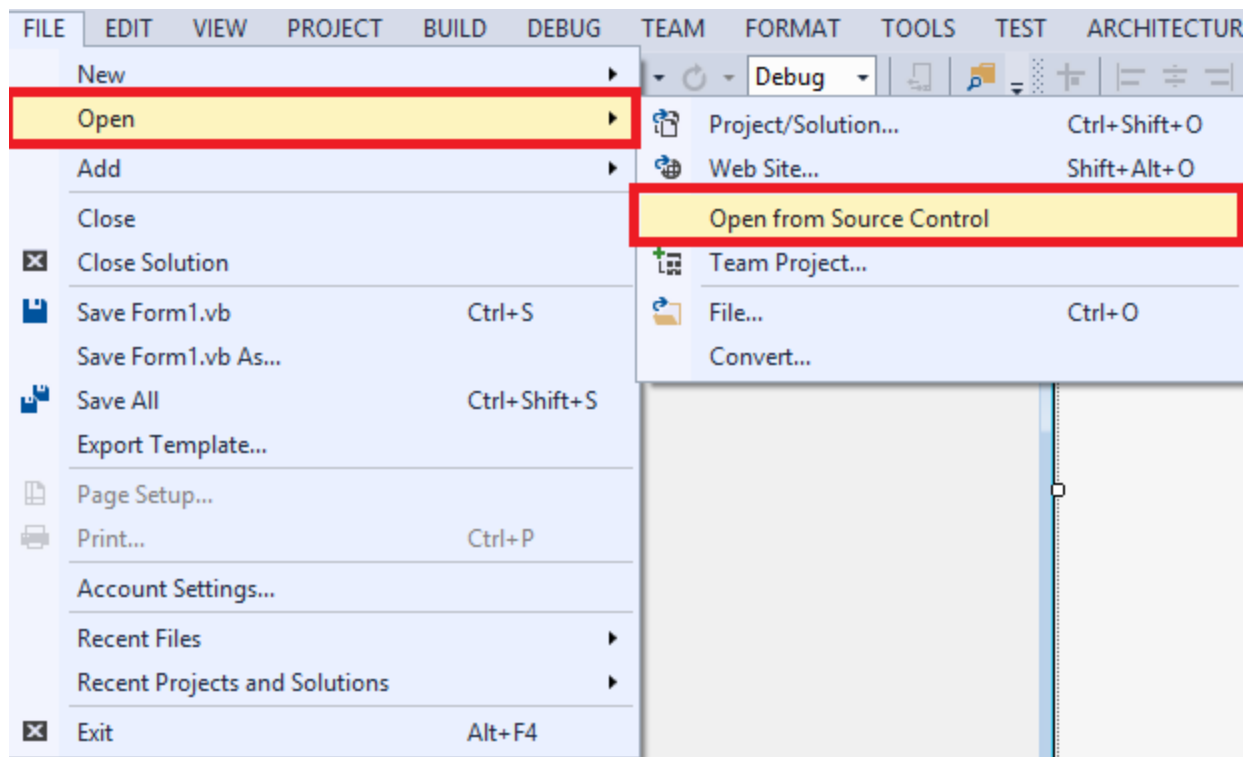 FILE EDIT VIEW PROJECT BUILD DEBUG TEAM FORMAT TOOLS TEST ARCHITECTUR
Debug
New
Open
Add
Close
Close Solution
Save Form1.vb Ctrl+S
Save Form1.vb As...
Save All Ctrl+Shift+S
Export Template...
Page Setup...
Print... Ctrl+P
Account Settings...
Recent Files
Recent Projects and Solutions
Exit Alt+F4
Project/Solution... Ctrl+Shift+O
Web Site... Shift+Alt+O
Open from Source Control
Team Project...
File... Ctrl+O
Convert...